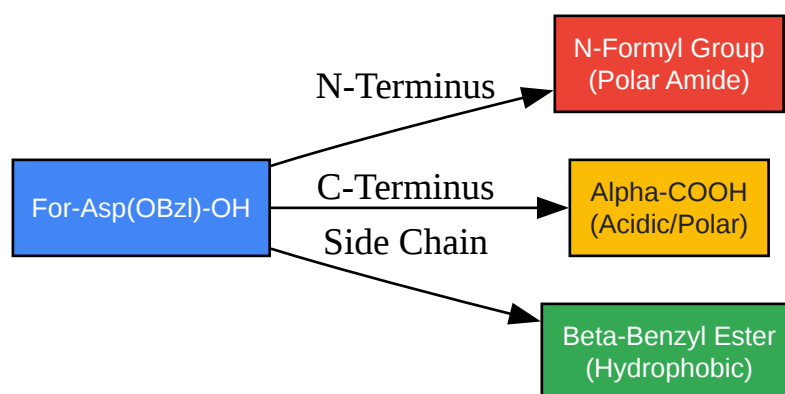 N-Formyl Group
(Polar Amide)
N-Terminus
For-Asp(OBzl)-OH
C-Terminus
Alpha-COOH
(Acidic/Polar)
Side Chain
Beta-Benzyl Ester
(Hydrophobic)